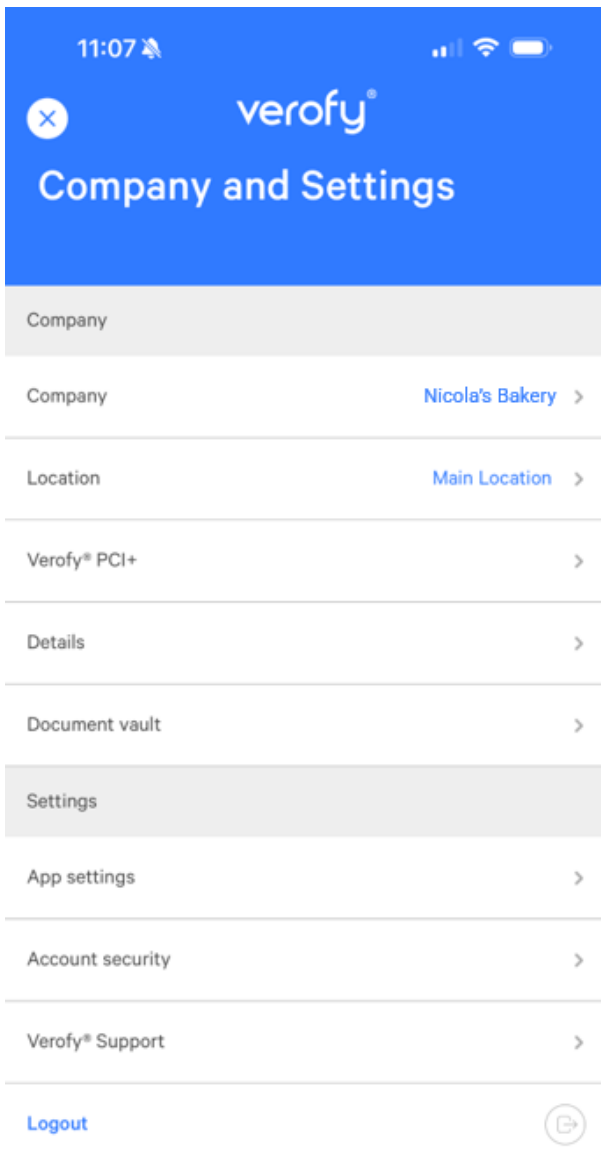 11:07
verofy®
Company and Settings
Company
Company Nicola's Bakery
Location Main Location
Verofy® PCI+
Details
Document vault
Settings
App settings
Account security
Verofy® Support
Logout